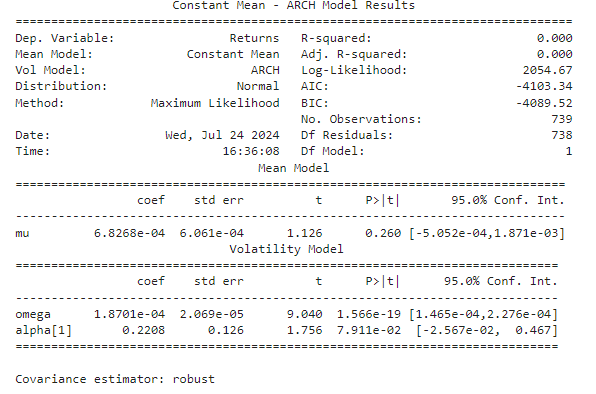 Constant Mean - ARCH Model Results
==============================================================================
Dep. Variable:                Returns   R-squared:                       0.000
Mean Model:             Constant Mean   Adj. R-squared:                  0.000
Vol Model:                       ARCH   Log-Likelihood:                2054.67
Distribution:                  Normal   AIC:                          -4103.34
Method:            Maximum Likelihood   BIC:                          -4089.52
                                        No. Observations:                  739
Date:                Wed, Jul 24 2024   Df Residuals:                      738
Time:                        16:36:08   Df Model:                            1
                                  Mean Model
=============================================================================
                 coef    std err          t      P>|t|      95.0% Conf. Int.
-----------------------------------------------------------------------------
mu         6.8268e-04  6.061e-04      1.126      0.260 [-5.052e-04,1.871e-03]
                              Volatility Model
============================================================================
                 coef    std err          t      P>|t|     95.0% Conf. Int.
----------------------------------------------------------------------------
omega      1.8701e-04  2.069e-05      9.040  1.566e-19 [1.465e-04,2.276e-04]
alpha[1]       0.2208      0.126      1.756  7.911e-02  [-2.567e-02,  0.467]
============================================================================

Covariance estimator: robust